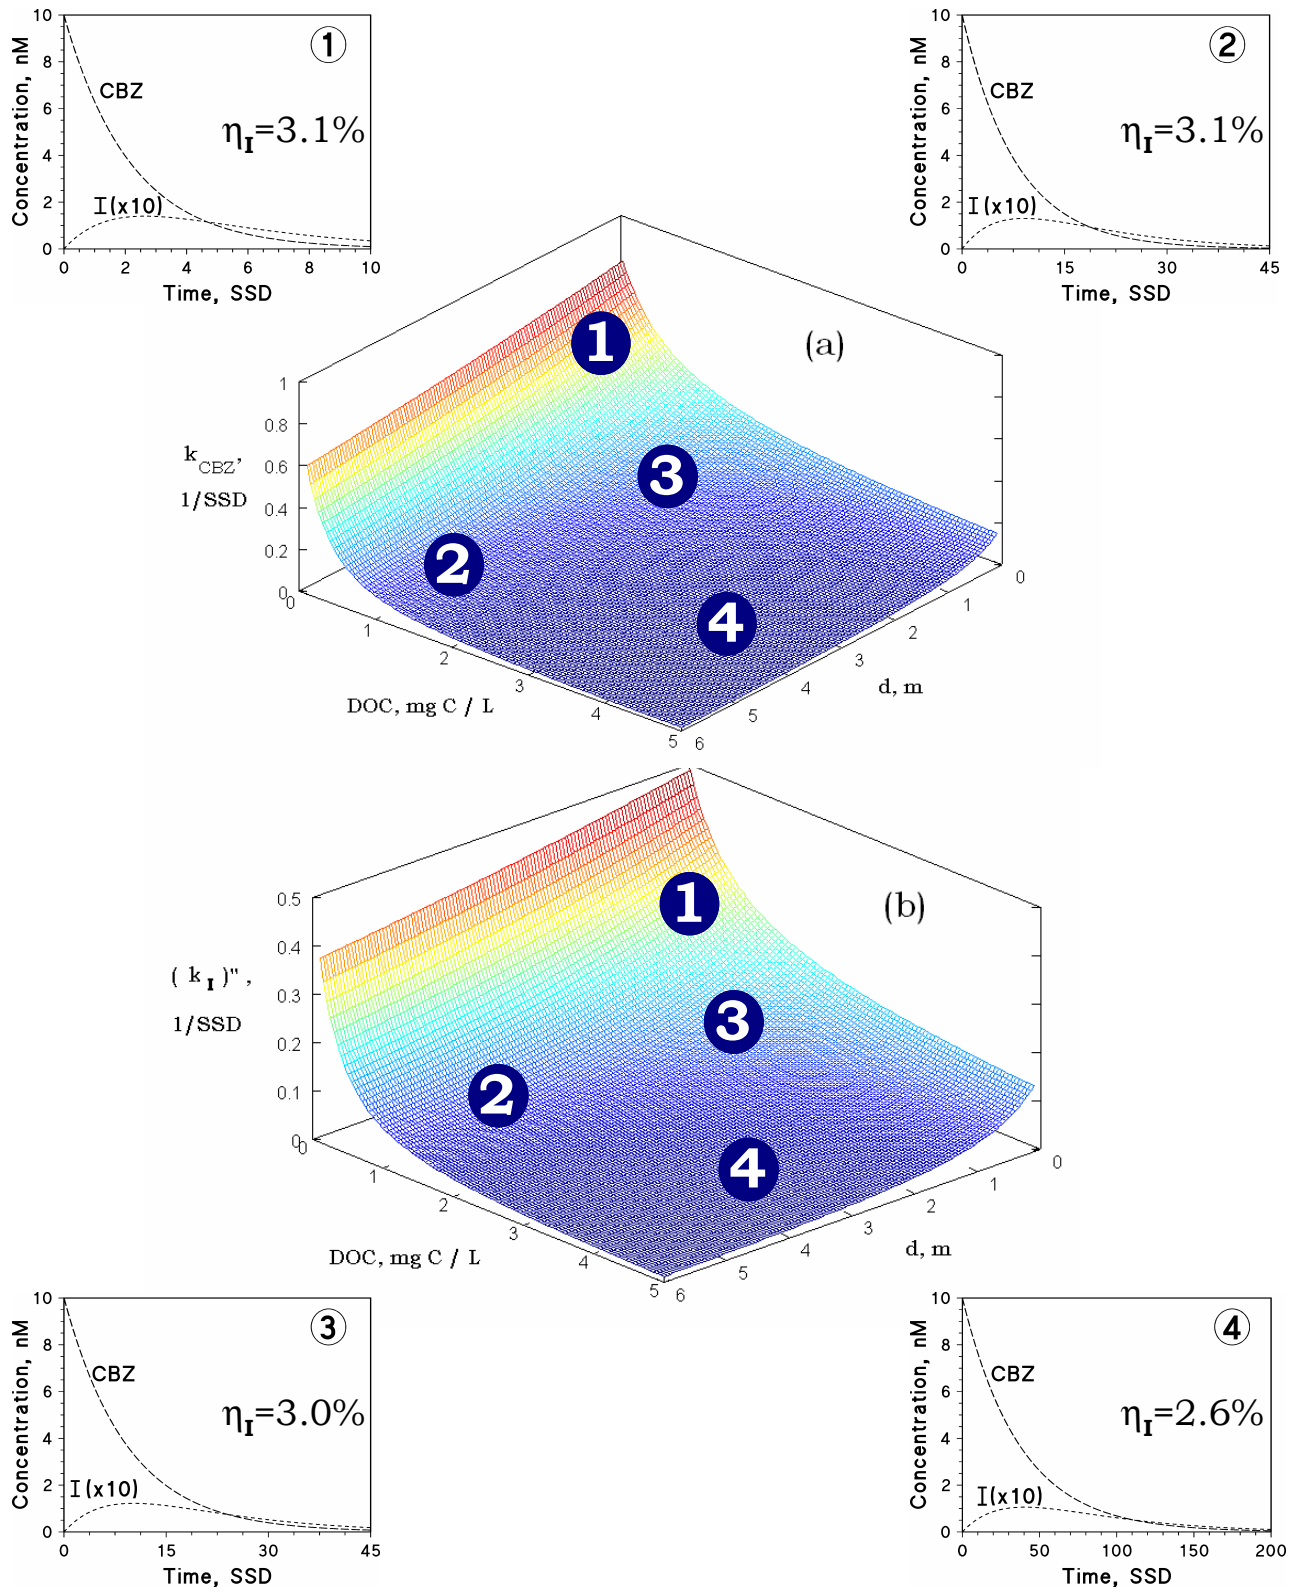 10
8
6
4
2
0
Concentration, nM
1
CBZ
ηI=3.1%
I(x10)
0 2 4 6 8 10
Time, SSD
10
8
6
4
2
0
Concentration, nM
2
CBZ
ηI=3.1%
I(x10)
0 15 30 45
Time, SSD
(a)
1
0.8
0.6
0.4
0.2
0
kCBZ,
1/SSD
1
3
2
4
0 1 2 3 4 5
DOC, mg C / L
0 1 2 3 4 5 6
d, m
(b)
0.5
0.4
0.3
0.2
0.1
0
( kI )" ,
1/SSD
1
3
2
4
0 1 2 3 4 5
DOC, mg C / L
0 1 2 3 4 5 6
d, m
10
8
6
4
2
0
Concentration, nM
3
CBZ
ηI=3.0%
I(x10)
0 15 30 45
Time, SSD
10
8
6
4
2
0
Concentration, nM
4
CBZ
ηI=2.6%
I(x10)
0 50 100 150 200
Time, SSD